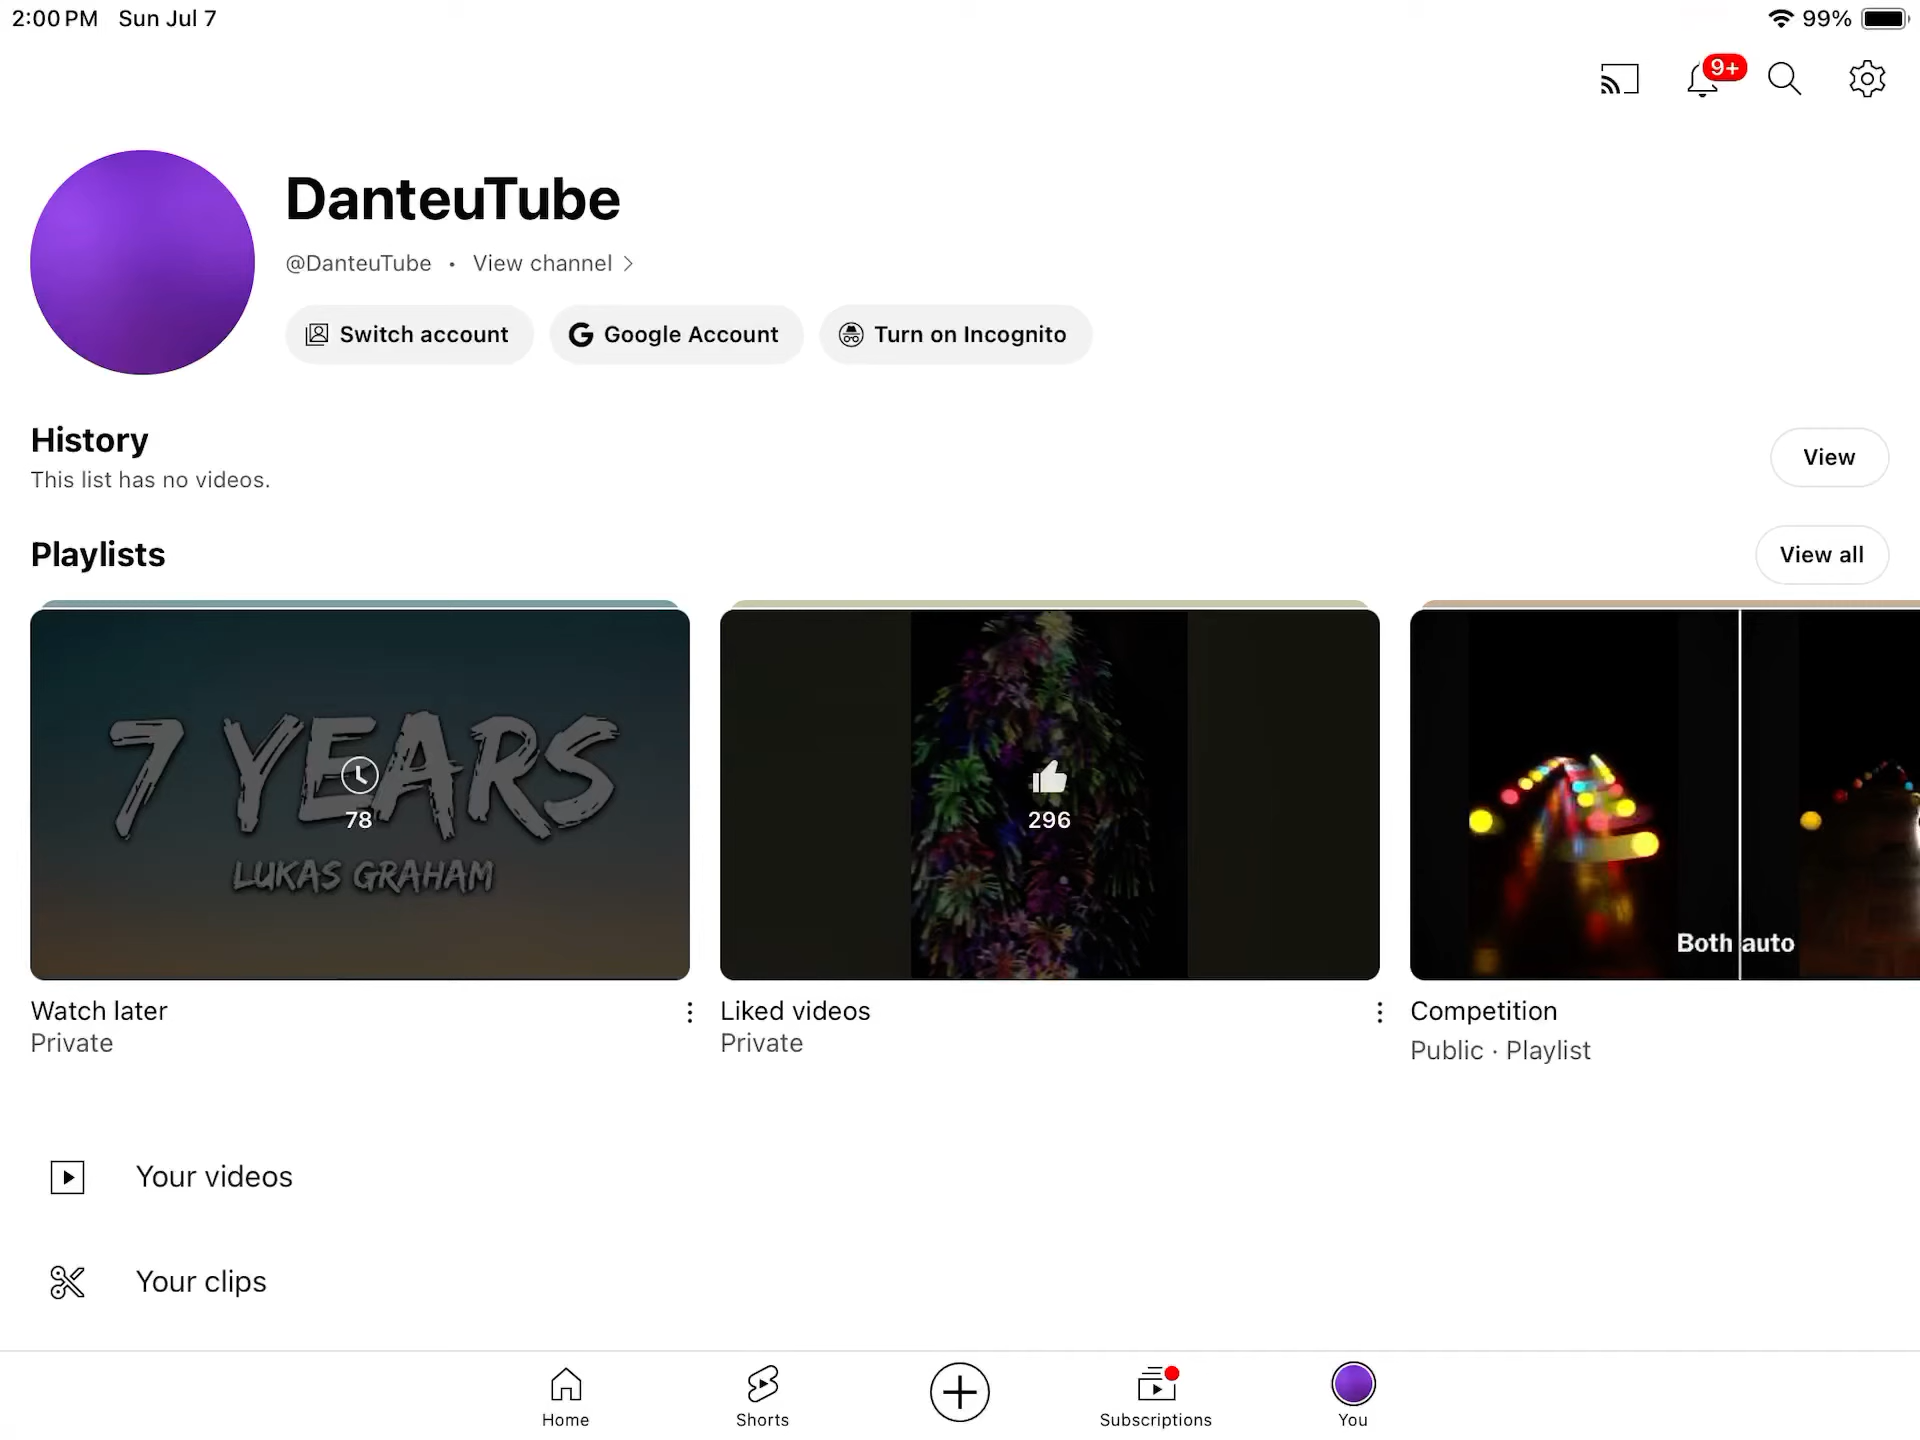 2:00 PM Sun Jul 7
99%
9+
DanteuTube
@DanteuTube • View channel
Switch account
Google Account
Turn on Incognito
History
This list has no videos.
View
Playlists
View all
7 YEARS
LUKAS GRAHAM
78
296
Both auto
Watch later
Private
Liked videos
Private
Competition
Public · Playlist
Your videos
Your clips
Home
Shorts
Subscriptions
You